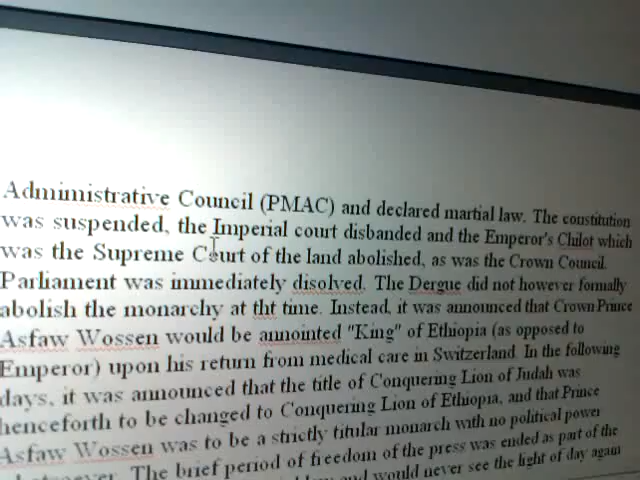 Admimistrative Council (PMAC) and declared martial law. The constitution
was suspended, the Imperial court disbanded and the Emperor's Chilot which
was the Supreme Court of the land abolished, as was the Crown Council.
Parliament was immediately disolved. The Dergue did not however formally
abolish the monarchy at tht time. Instead, it was announced that Crown Prince
Asfaw Wossen would be annointed "King" of Ethiopia (as opposed to
Emperor) upon his return from medical care in Switzerland. In the following
days, it was announced that the title of Conquering Lion of Judah was
henceforth to be changed to Conquering Lion of Ethiopia, and that Prince
Asfaw Wossen was to be a strictly titular monarch with no political power
The brief period of freedom of the press was ended as part of the
and would never see the light of day again